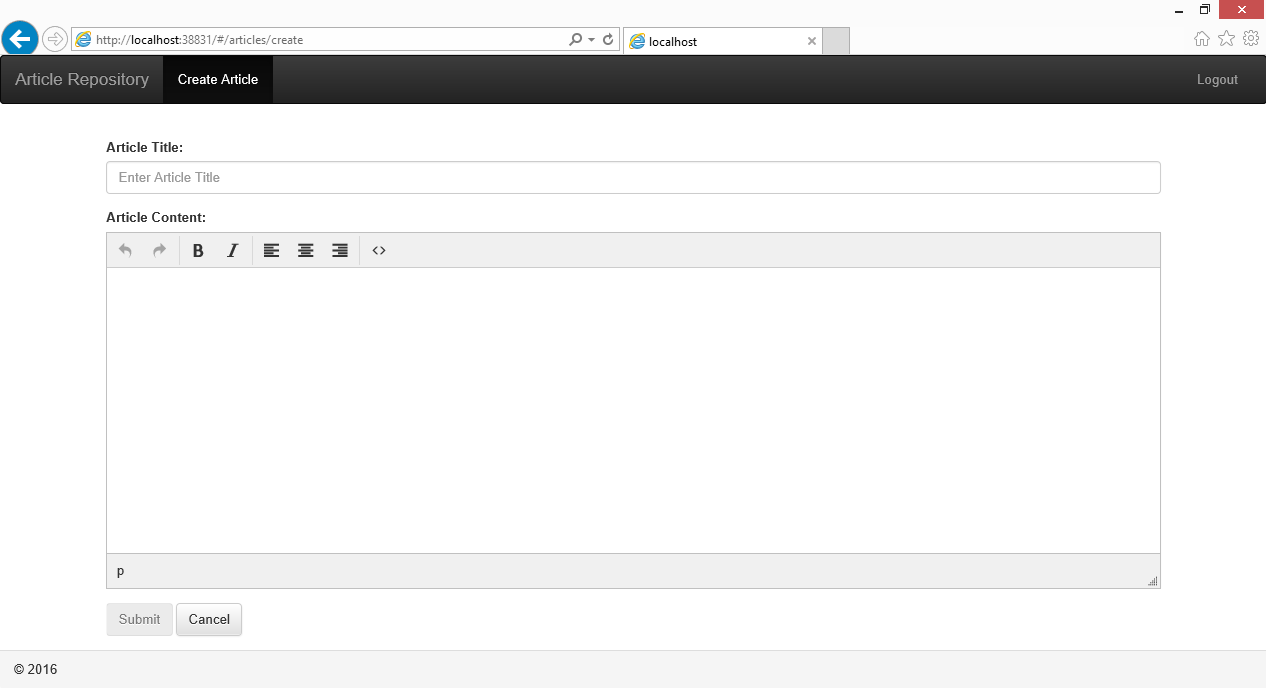 http://localhost:38831/#/articles/create
localhost
Article Repository Create Article Logout
Article Title:
Enter Article Title
Article Content:
B I
p
Submit Cancel
© 2016